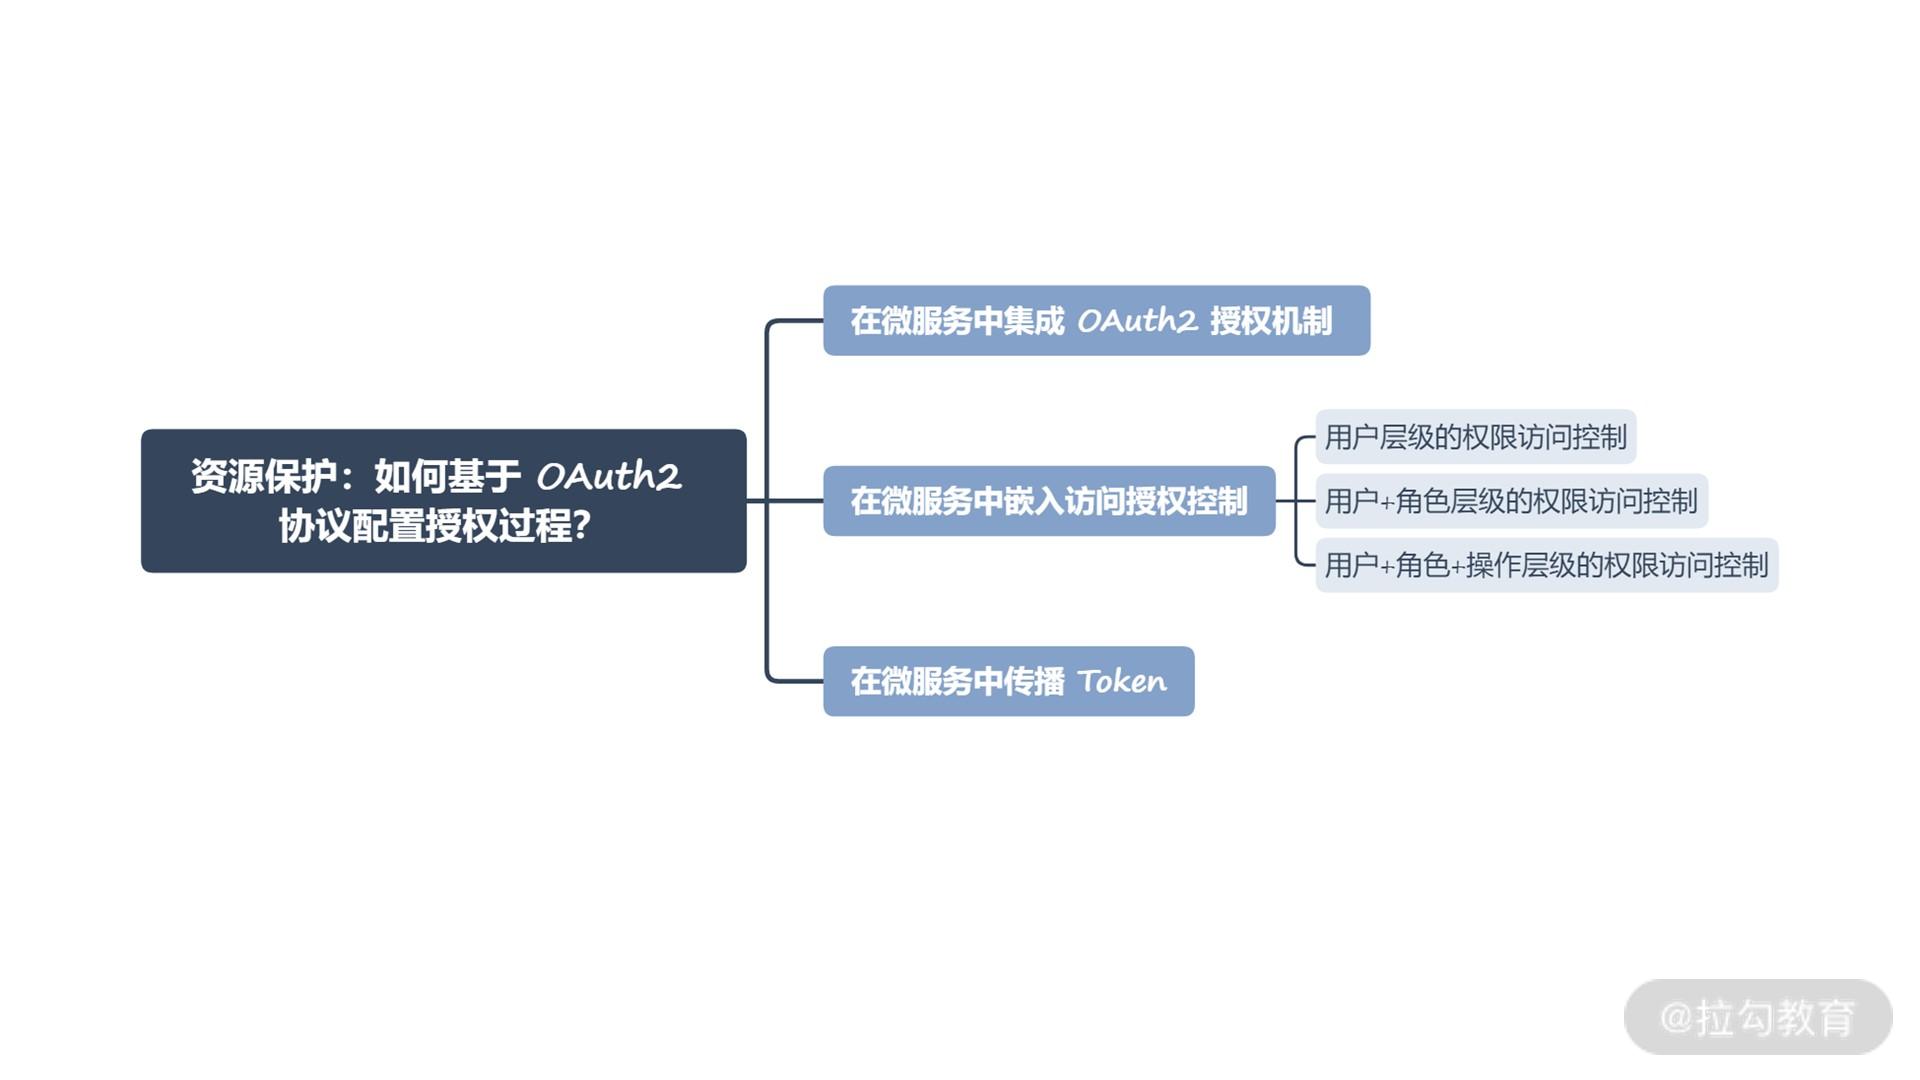 资源保护：如何基于 OAuth2
协议配置授权过程？
在微服务中集成 OAuth2 授权机制
在微服务中嵌入访问授权控制
用户层级的权限访问控制
用户+角色层级的权限访问控制
用户+角色+操作层级的权限访问控制
在微服务中传播 Token
@拉勾教育